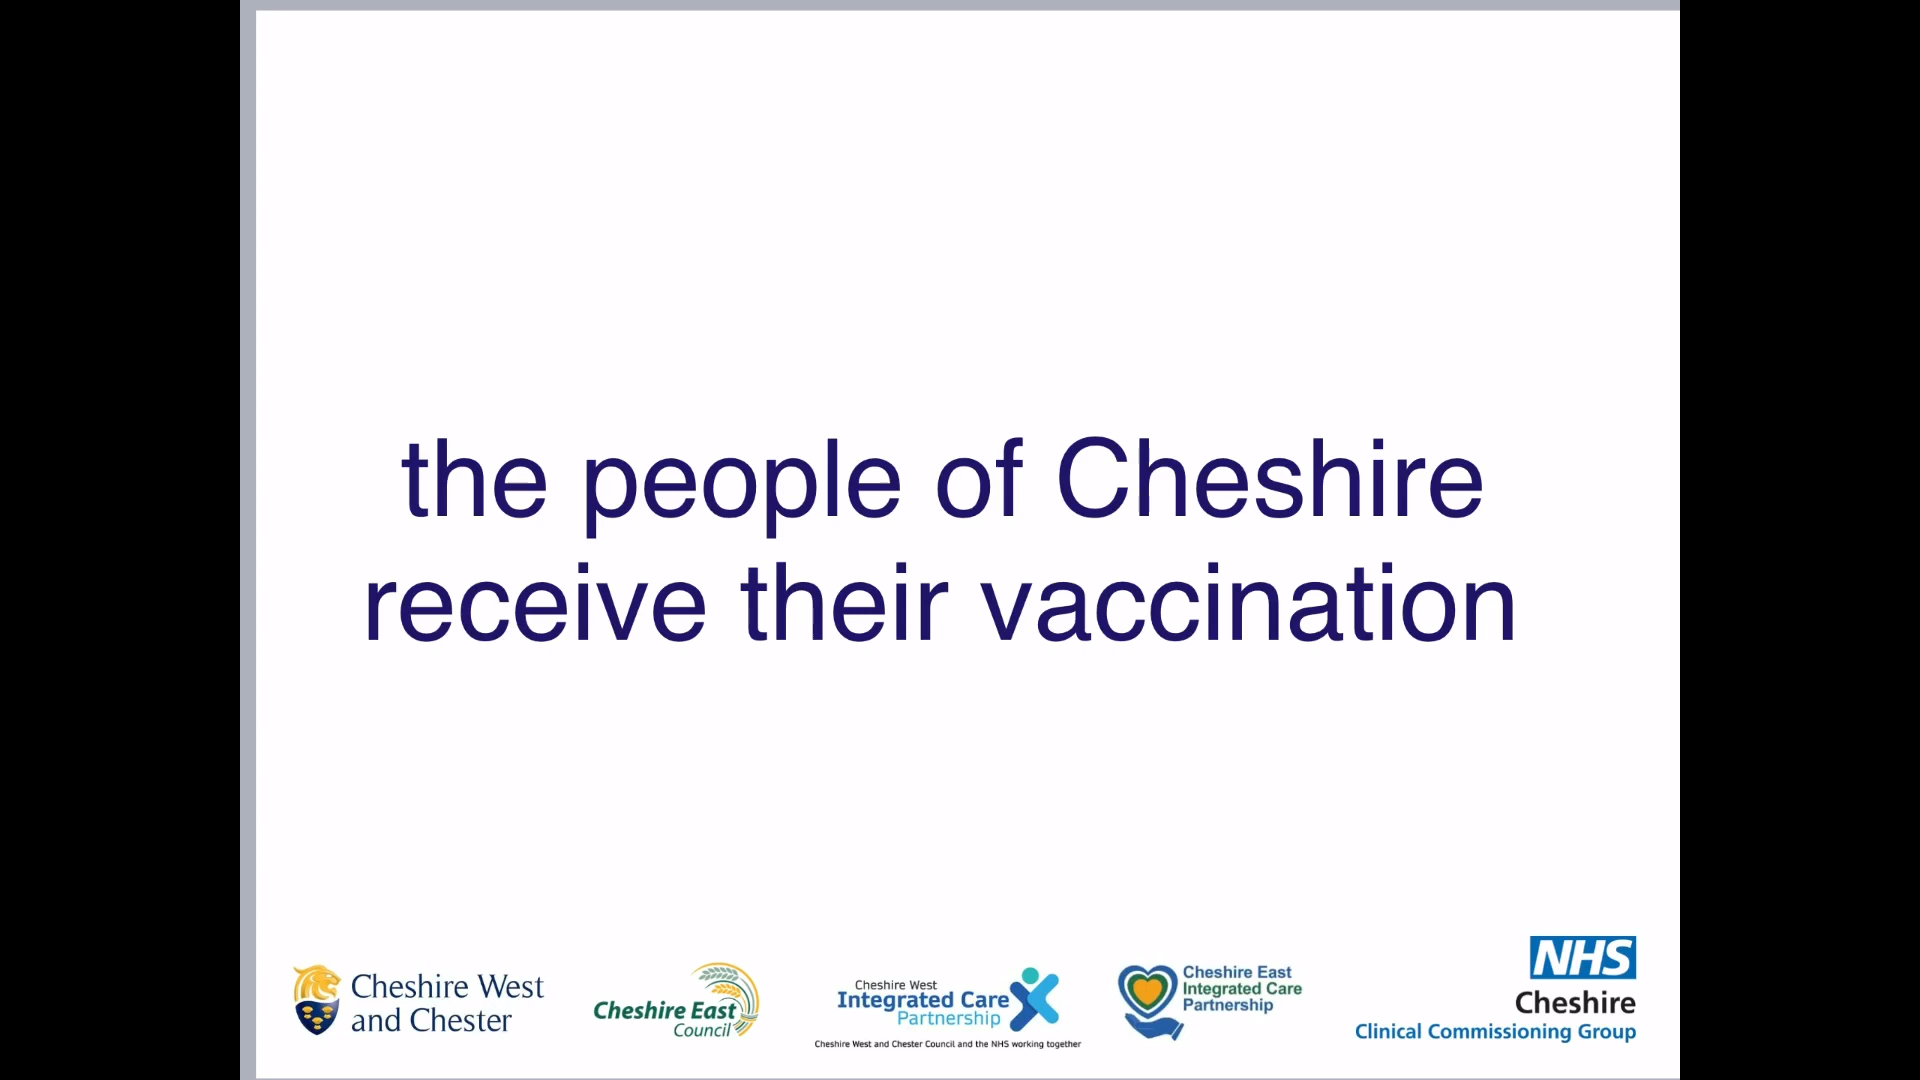 the people of Cheshire
receive their vaccination
Cheshire West
and Chester
Cheshire East
Council
Cheshire West
Integrated Care
Partnership
Cheshire West and Chester Council and the NHS working together
Cheshire East
Integrated Care
Partnership
NHS
Cheshire
Clinical Commissioning Group